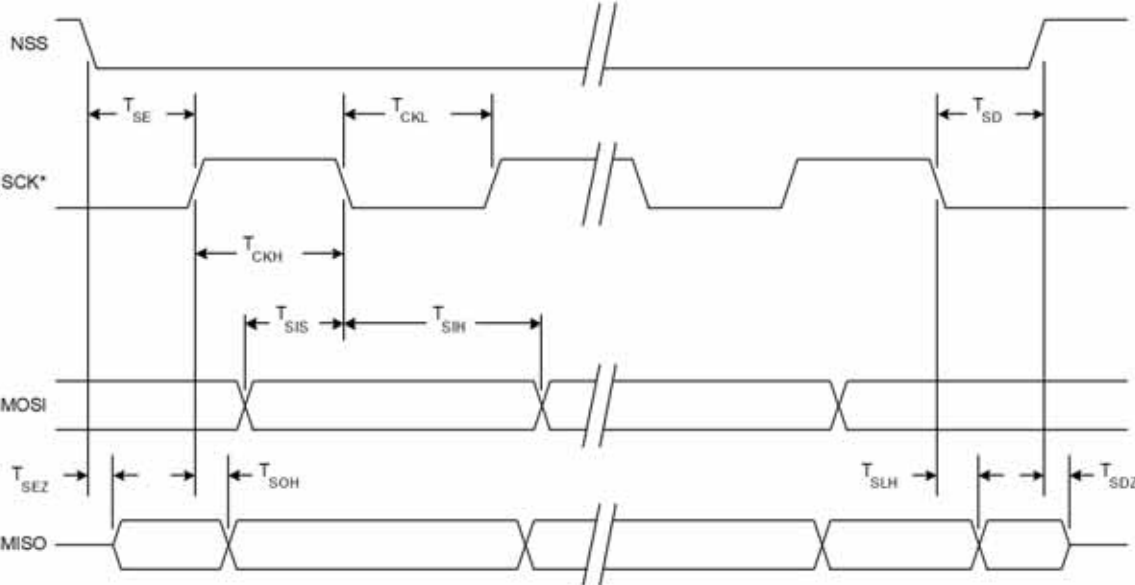 NSS
T_SE
T_CKL
T_SD
SCK*
T_CKH
T_SIS
T_SIH
MOSI
T_SEZ
T_SOH
T_SLH
T_SDZ
MISO